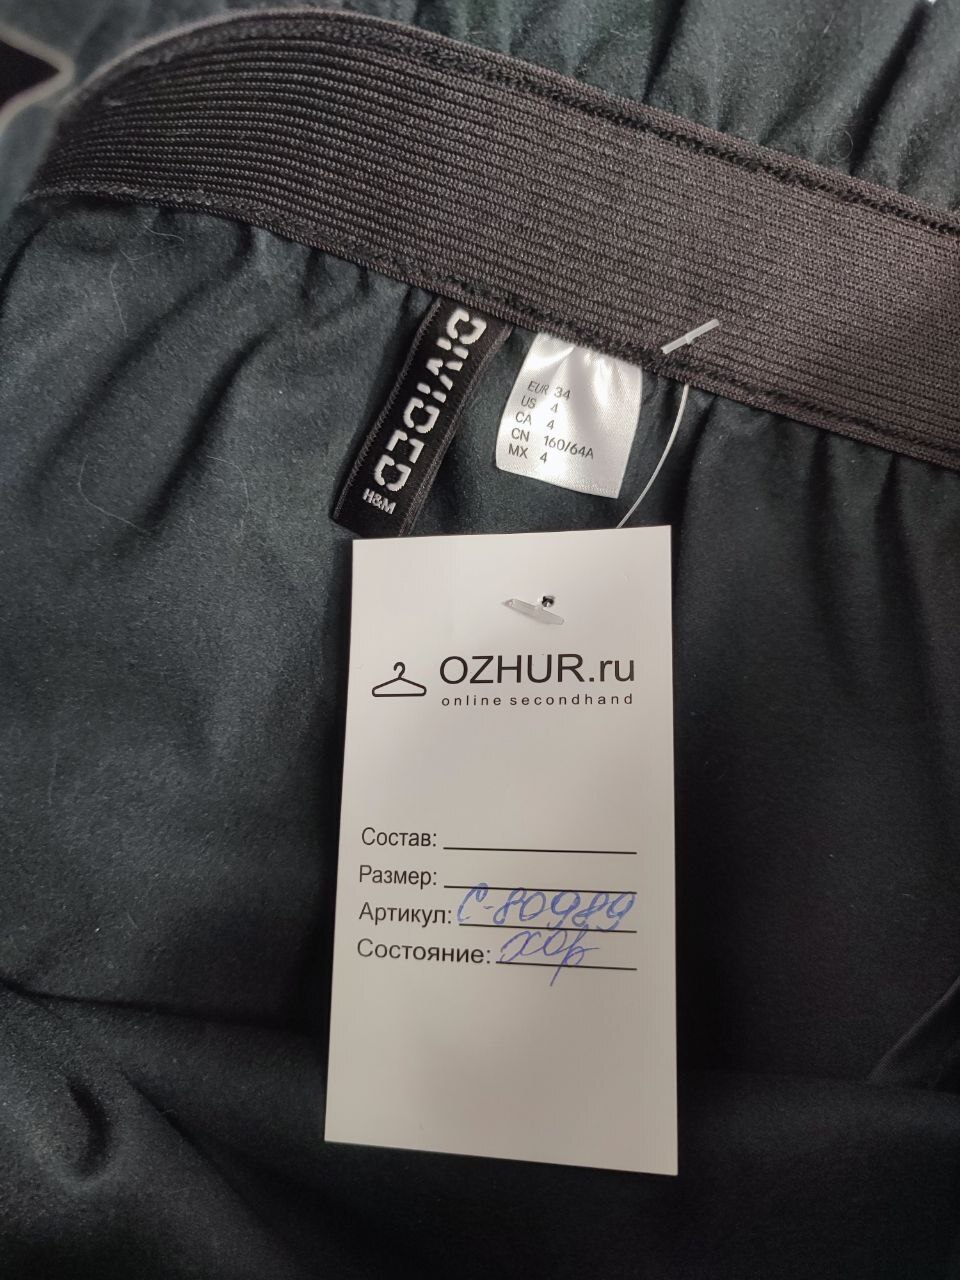 DIVIDED
H&M
EUR 34
US 4
CA 4
CN 160/64A
MX 4
OZHUR.ru
online secondhand
Состав:
Размер:
Артикул: С-80989
Состояние: хор